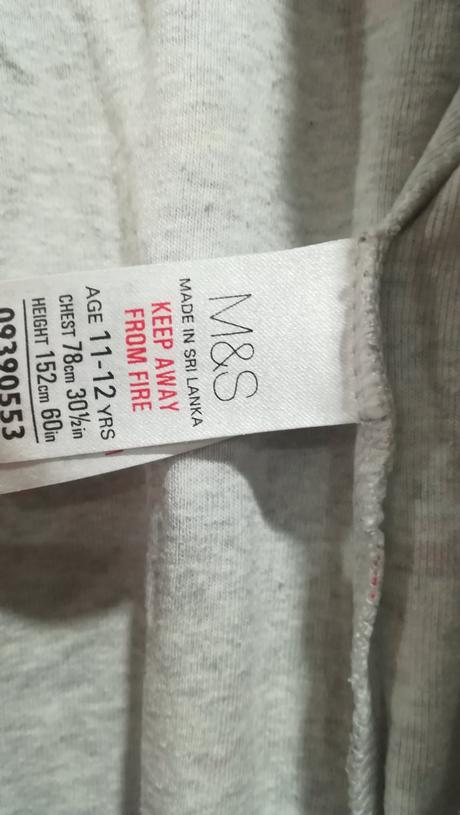 M&S
MADE IN SRI LANKA
KEEP AWAY
FROM FIRE
AGE 11-12 YRS
CHEST 78cm 30½in
HEIGHT 152cm 60in
09390553